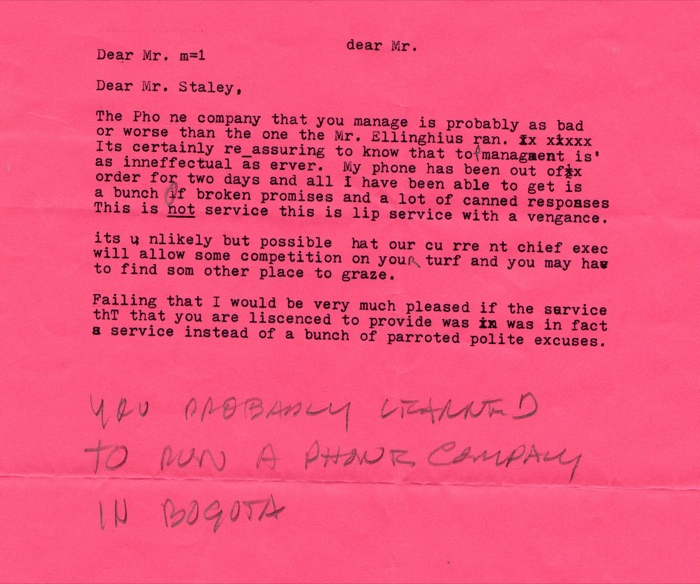 dear Mr.
Dear Mr. m=1
Dear Mr. Staley,
The Pho ne company that you manage is probably as bad
or worse than the one the Mr. Ellinghius ran. ix xixxx
Its certainly re_assuring to know that to managment is'
as inneffectual as erver. My phone has been out ofix
order for two days and all I have been able to get is
a bunch if broken promises and a lot of canned responses
This is not service this is lip service with a vengance.
its u nlikely but possible hat our cu rre nt chief exec
will allow some competition on your turf and you may have
to find som other place to graze.
Failing that I would be very much pleased if the service
thT that you are liscenced to provide was in was in fact
a service instead of a bunch of parroted polite excuses.
YOU PROBABLY LEARNED
TO RUN A PHONE COMPANY
IN BOGOTA